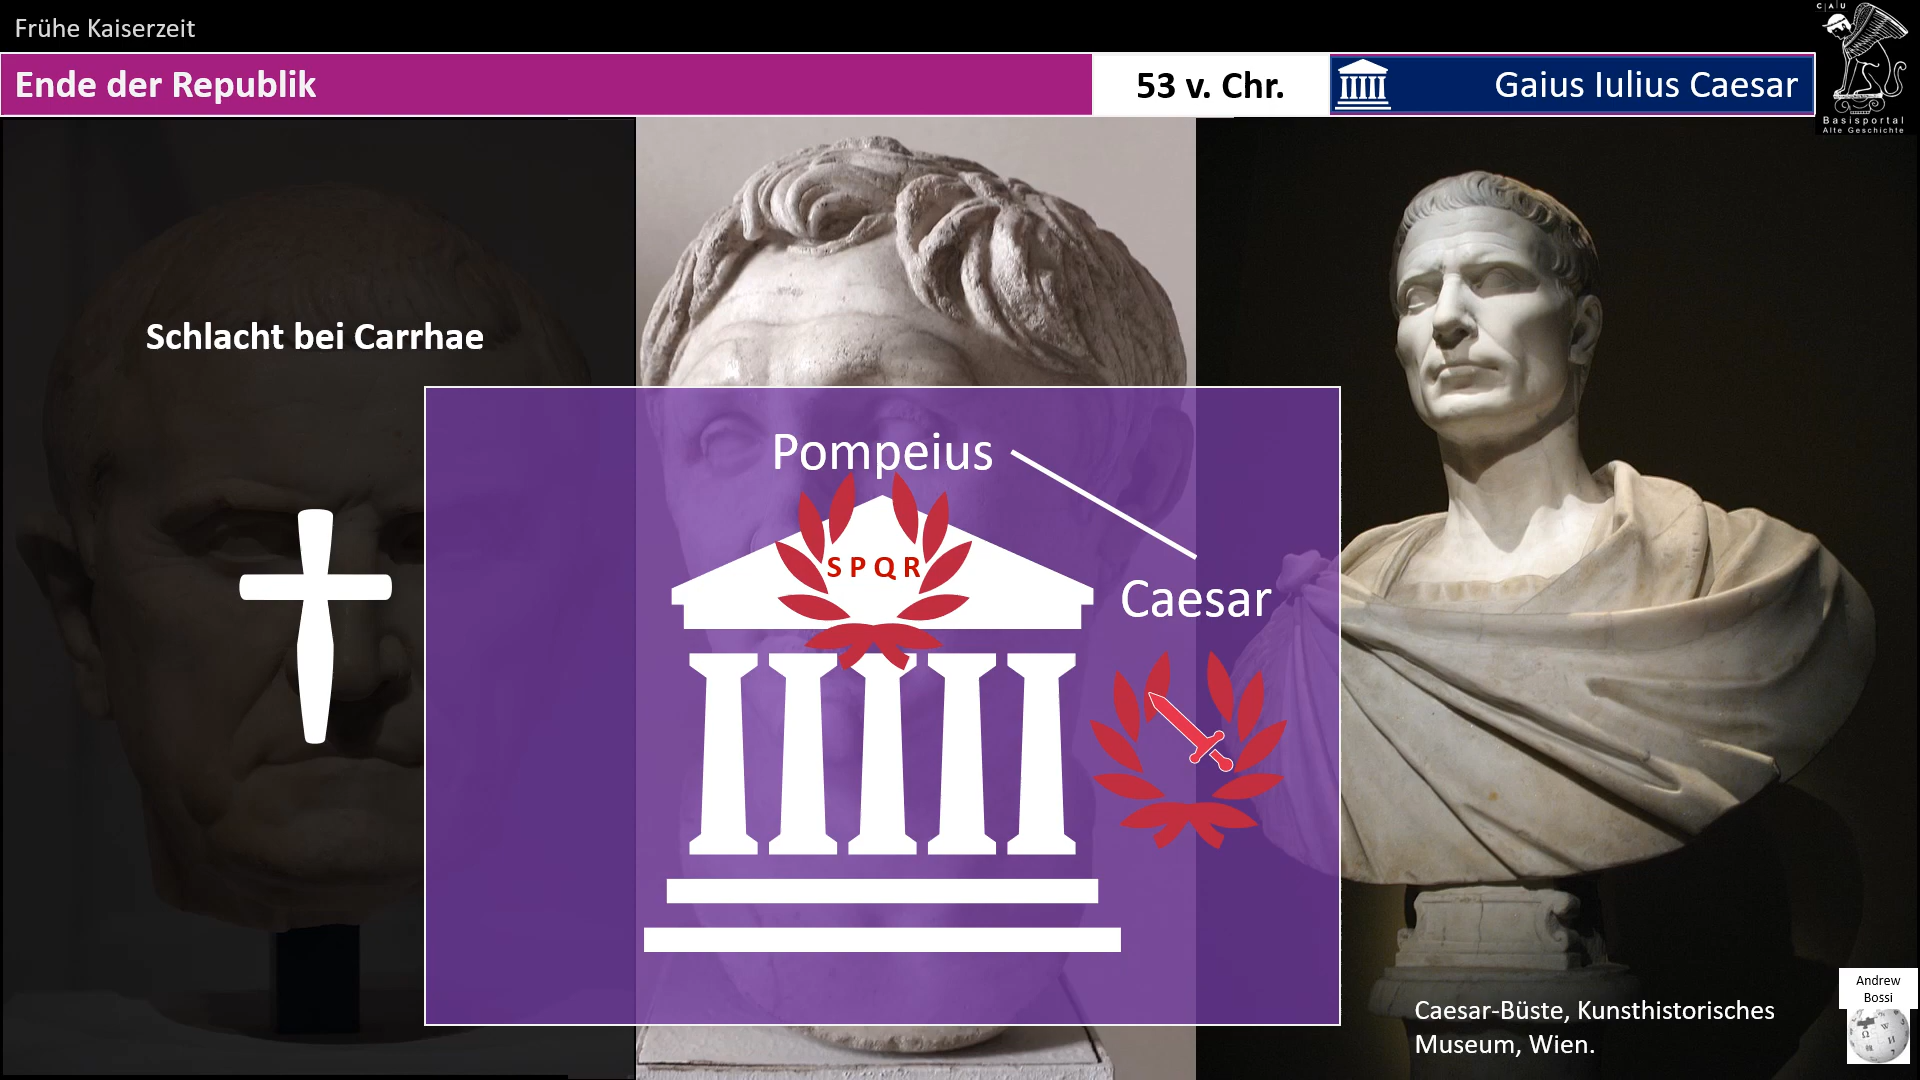 Frühe Kaiserzeit
Ende der Republik
53 v. Chr.
Gaius Iulius Caesar
C A U
Basisportal
Alte Geschichte
Schlacht bei Carrhae
Pompeius
S P Q R
Caesar
Caesar-Büste, Kunsthistorisches
Museum, Wien.
Andrew
Bossi